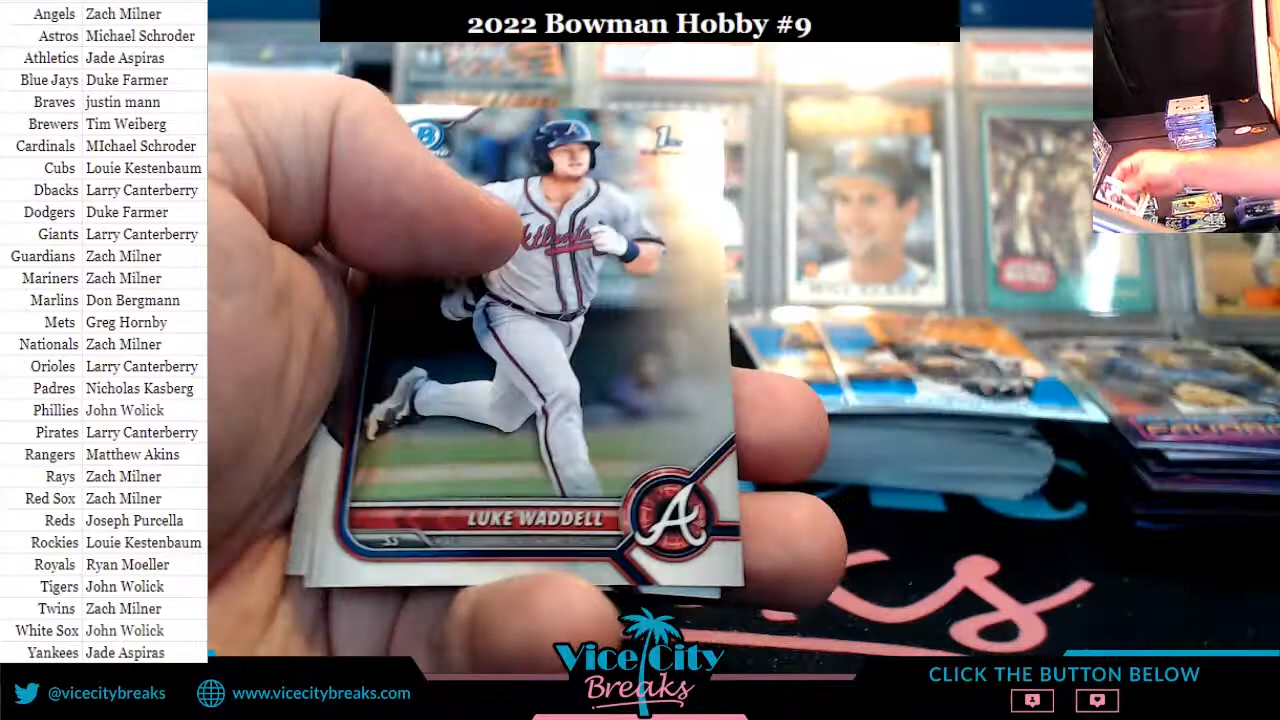 2022 Bowman Hobby #9
Angels Zach Milner
Astros Michael Schroder
Athletics Jade Aspiras
Blue Jays Duke Farmer
Braves justin mann
Brewers Tim Weiberg
Cardinals MIchael Schroder
Cubs Louie Kestenbaum
Dbacks Larry Canterberry
Dodgers Duke Farmer
Giants Larry Canterberry
Guardians Zach Milner
Mariners Zach Milner
Marlins Don Bergmann
Mets Greg Hornby
Nationals Zach Milner
Orioles Larry Canterberry
Padres Nicholas Kasberg
Phillies John Wolick
Pirates Larry Canterberry
Rangers Matthew Akins
Rays Zach Milner
Red Sox Zach Milner
Reds Joseph Purcella
Rockies Louie Kestenbaum
Royals Ryan Moeller
Tigers John Wolick
Twins Zach Milner
White Sox John Wolick
Yankees Jade Aspiras
B
1st
LUKE WADDELL
SS
A
Vice City
Breaks
@vicecitybreaks
www.vicecitybreaks.com
CLICK THE BUTTON BELOW